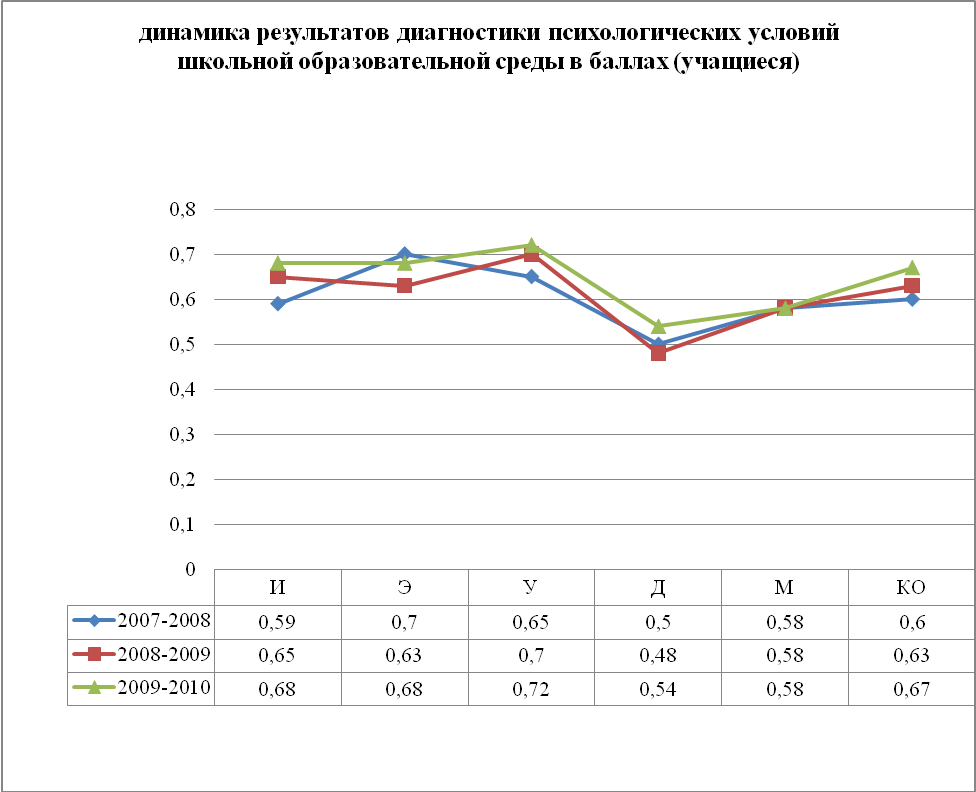 динамика результатов диагностики психологических условий
школьной образовательной среды в баллах (учащиеся)
0,8
0,7
0,6
0,5
0,4
0,3
0,2
0,1
0
И Э У Д М КО
2007-2008 0,59 0,7 0,65 0,5 0,58 0,6
2008-2009 0,65 0,63 0,7 0,48 0,58 0,63
2009-2010 0,68 0,68 0,72 0,54 0,58 0,67